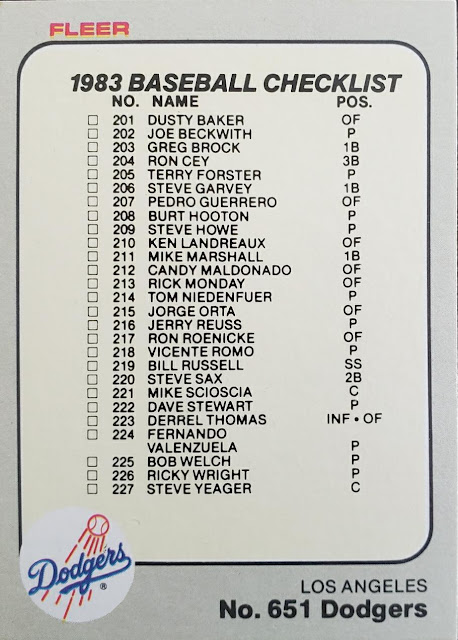 FLEER
1983 BASEBALL CHECKLIST
NO. NAME POS.
201 DUSTY BAKER OF
202 JOE BECKWITH P
203 GREG BROCK 1B
204 RON CEY 3B
205 TERRY FORSTER P
206 STEVE GARVEY 1B
207 PEDRO GUERRERO OF
208 BURT HOOTON P
209 STEVE HOWE P
210 KEN LANDREAUX OF
211 MIKE MARSHALL 1B
212 CANDY MALDONADO OF
213 RICK MONDAY OF
214 TOM NIEDENFUER P
215 JORGE ORTA OF
216 JERRY REUSS P
217 RON ROENICKE OF
218 VICENTE ROMO P
219 BILL RUSSELL SS
220 STEVE SAX 2B
221 MIKE SCIOSCIA C
222 DAVE STEWART P
223 DERREL THOMAS INF • OF
224 FERNANDO
VALENZUELA P
225 BOB WELCH P
226 RICKY WRIGHT P
227 STEVE YEAGER C
Dodgers ®
LOS ANGELES
No. 651 Dodgers